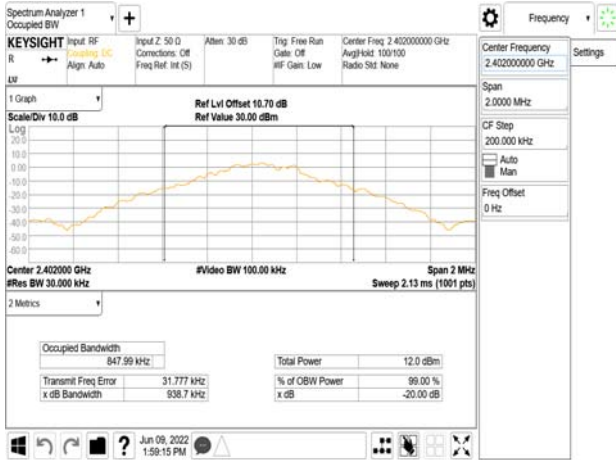 Spectrum Analyzer 1
Occupied BW
+
Frequency
KEYSIGHT
R
LXI
Input: RF
Coupling: DC
Align: Auto
Input Z: 50 Ω
Corrections: Off
Freq Ref: Int (S)
Atten: 30 dB
Trig: Free Run
Gate: Off
#IF Gain: Low
Center Freq: 2.402000000 GHz
Avg|Hold: 100/100
Radio Std: None
Center Frequency
2.402000000 GHz
Settings
Span
2.0000 MHz
CF Step
200.000 kHz
Auto
Man
Freq Offset
0 Hz
1 Graph
Scale/Div 10.0 dB
Ref Lvl Offset 10.70 dB
Ref Value 30.00 dBm
Log
20.0
10.0
0.00
-10.0
-20.0
-30.0
-40.0
-50.0
-60.0
Center 2.402000 GHz
#Res BW 30.000 kHz
#Video BW 100.00 kHz
Span 2 MHz
Sweep 2.13 ms (1001 pts)
2 Metrics
Occupied Bandwidth
847.99 kHz
Transmit Freq Error 31.777 kHz
x dB Bandwidth 938.7 kHz
Total Power 12.0 dBm
% of OBW Power 99.00 %
x dB -20.00 dB
?
Jun 09, 2022
1:59:15 PM